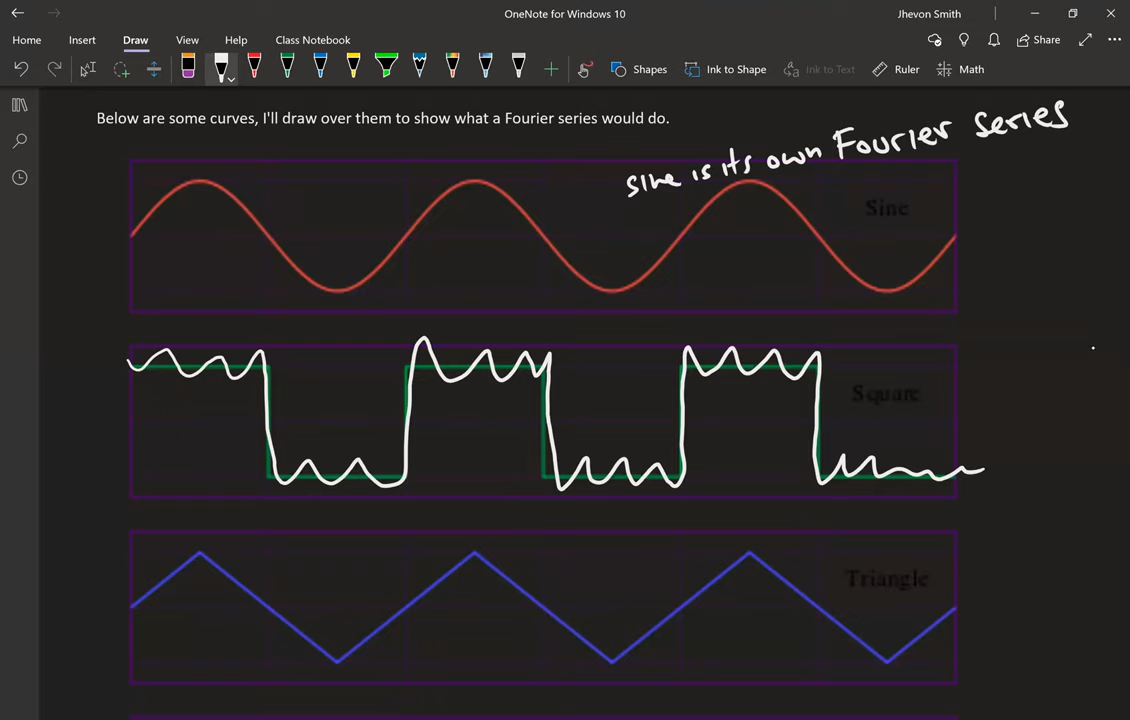 OneNote for Windows 10
Jhevon Smith
Home Insert Draw View Help Class Notebook
Share
Shapes Ink to Shape Ink to Text Ruler Math
Below are some curves, I'll draw over them to show what a Fourier series would do.
sine is its own Fourier series
Sine
Square
Triangle